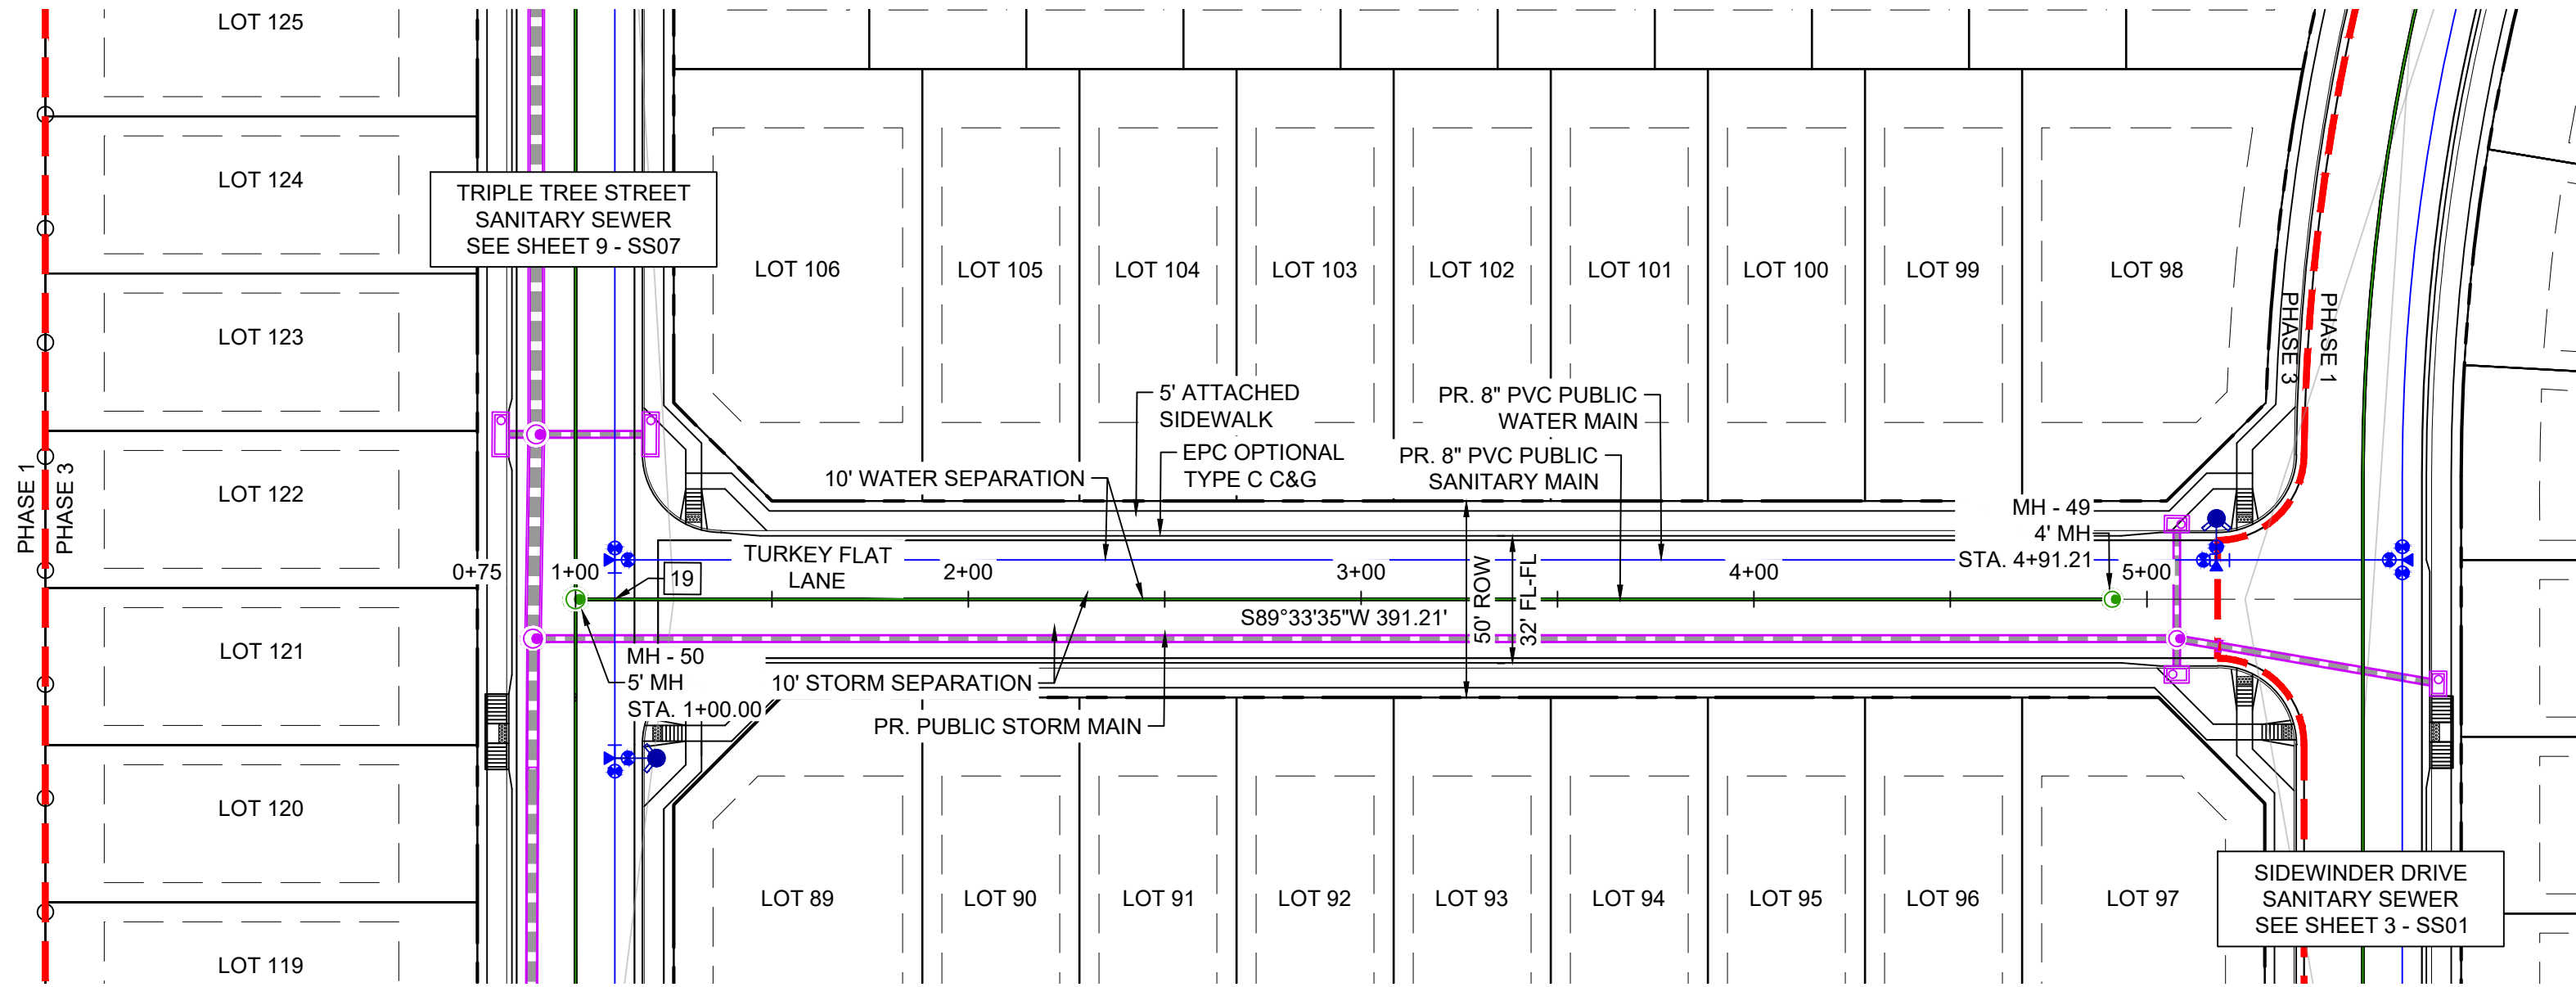 LOT 125
LOT 124
LOT 123
LOT 122
LOT 121
LOT 120
LOT 119
PHASE 1
PHASE 3
TRIPLE TREE STREET
SANITARY SEWER
SEE SHEET 9 - SS07
LOT 106
LOT 105
LOT 104
LOT 103
LOT 102
LOT 101
LOT 100
LOT 99
LOT 98
PHASE 3
PHASE 1
5' ATTACHED
SIDEWALK
EPC OPTIONAL
TYPE C C&G
10' WATER SEPARATION
PR. 8" PVC PUBLIC
WATER MAIN
PR. 8" PVC PUBLIC
SANITARY MAIN
MH - 49
4' MH
STA. 4+91.21
TURKEY FLAT
LANE
0+75
1+00
19
2+00
3+00
4+00
5+00
S89°33'35"W 391.21'
50' ROW
32' FL-FL
MH - 50
5' MH
STA. 1+00.00
10' STORM SEPARATION
PR. PUBLIC STORM MAIN
LOT 89
LOT 90
LOT 91
LOT 92
LOT 93
LOT 94
LOT 95
LOT 96
LOT 97
SIDEWINDER DRIVE
SANITARY SEWER
SEE SHEET 3 - SS01